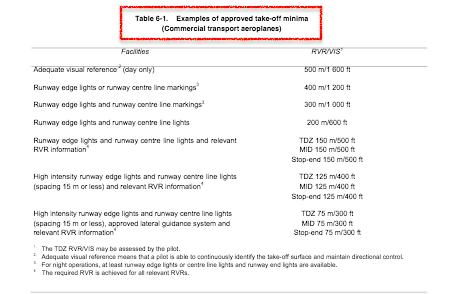 Table 6-1. Examples of approved take-off minima
(Commercial transport aeroplanes)
Facilities RVR/VIS1
Adequate visual reference2 (day only) 500 m/1 600 ft
Runway edge lights or runway centre line markings3 400 m/1 200 ft
Runway edge lights and runway centre line markings3 300 m/1 000 ft
Runway edge lights and runway centre line lights 200 m/600 ft
Runway edge lights and runway centre line lights and relevant TDZ 150 m/500 ft
RVR information4 MID 150 m/500 ft
Stop-end 150 m/500 ft
High intensity runway edge lights and runway centre line lights TDZ 125 m/400 ft
(spacing 15 m or less) and relevant RVR information4 MID 125 m/400 ft
Stop-end 125 m/400 ft
High intensity runway edge lights and runway centre line lights TDZ 75 m/300 ft
(spacing 15 m or less), approved lateral guidance system and MID 75 m/300 ft
relevant RVR information4 Stop-end 75 m/300 ft
1. The TDZ RVR/VIS may be assessed by the pilot.
2. Adequate visual reference means that a pilot is able to continuously identify the take-off surface and maintain directional control.
3. For night operations, at least runway edge lights or centre line lights and runway end lights are available.
4. The required RVR is achieved for all relevant RVRs.